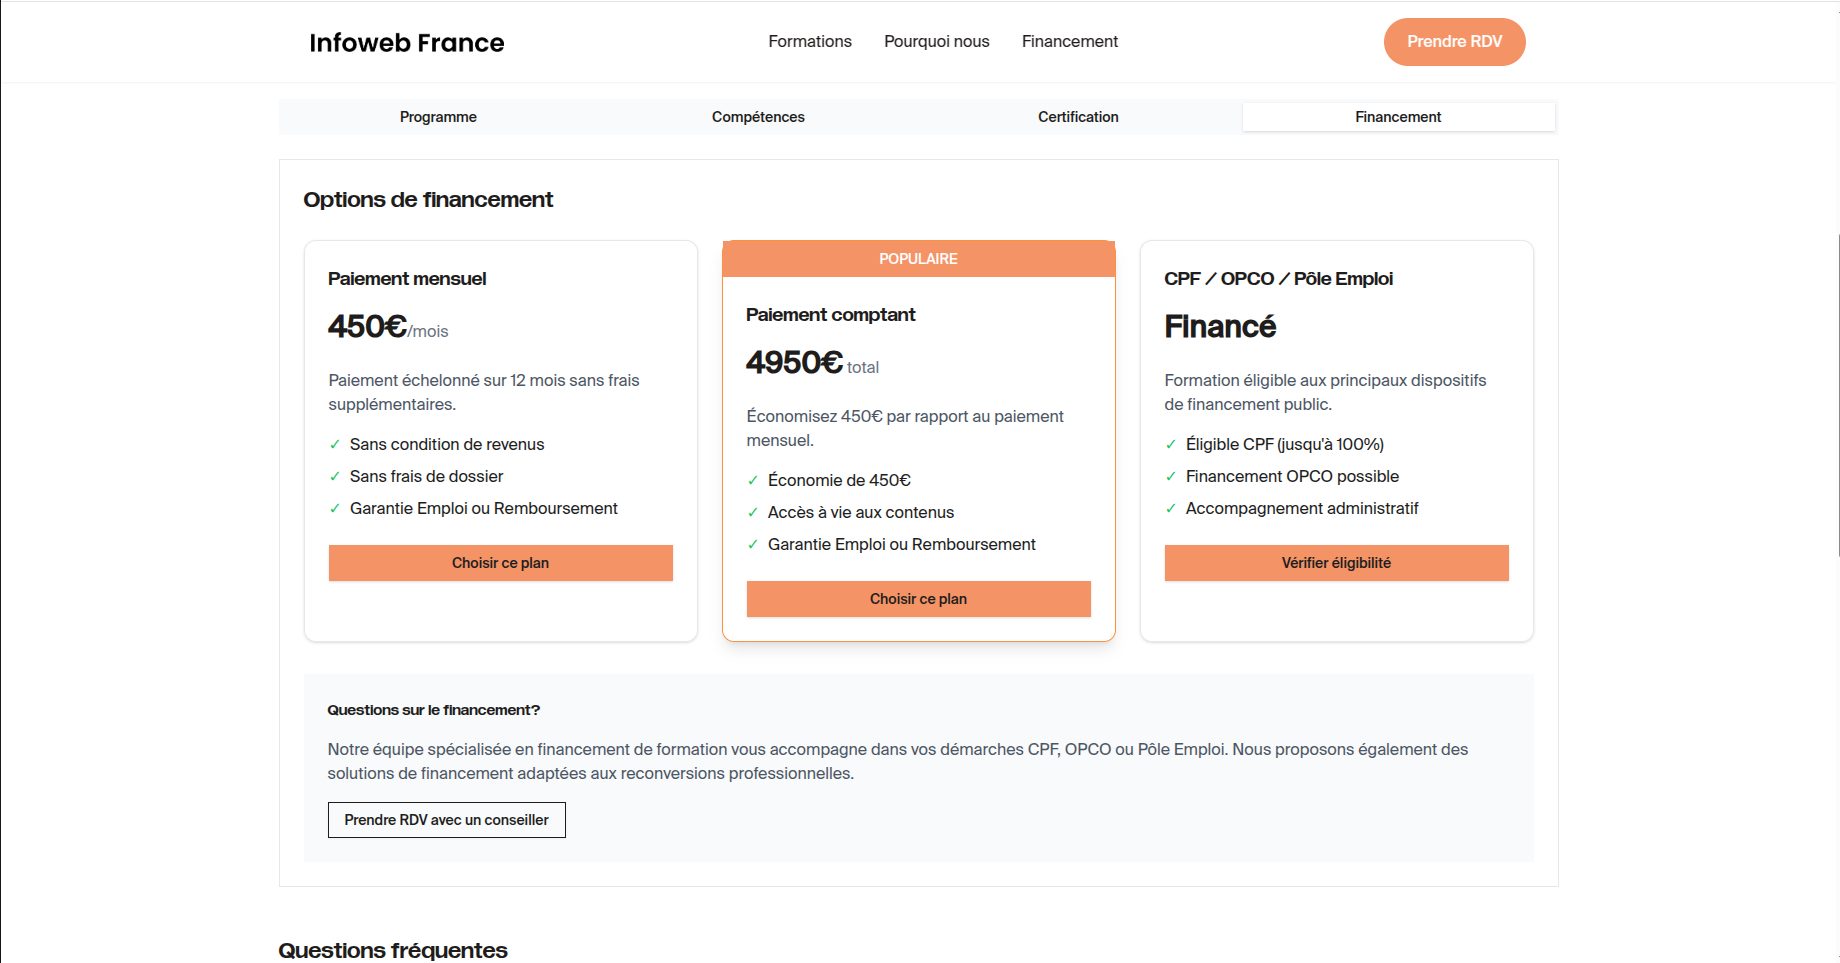 Infoweb France
Formations
Pourquoi nous
Financement
Prendre RDV
Programme
Compétences
Certification
Financement
Options de financement
Paiement mensuel
450€/mois
Paiement échelonné sur 12 mois sans frais
supplémentaires.
✓ Sans condition de revenus
✓ Sans frais de dossier
✓ Garantie Emploi ou Remboursement
Choisir ce plan
POPULAIRE
Paiement comptant
4950€ total
Économisez 450€ par rapport au paiement
mensuel.
✓ Économie de 450€
✓ Accès à vie aux contenus
✓ Garantie Emploi ou Remboursement
Choisir ce plan
CPF / OPCO / Pôle Emploi
Financé
Formation éligible aux principaux dispositifs
de financement public.
✓ Éligible CPF (jusqu'à 100%)
✓ Financement OPCO possible
✓ Accompagnement administratif
Vérifier éligibilité
Questions sur le financement?
Notre équipe spécialisée en financement de formation vous accompagne dans vos démarches CPF, OPCO ou Pôle Emploi. Nous proposons également des
solutions de financement adaptées aux reconversions professionnelles.
Prendre RDV avec un conseiller
Questions fréquentes